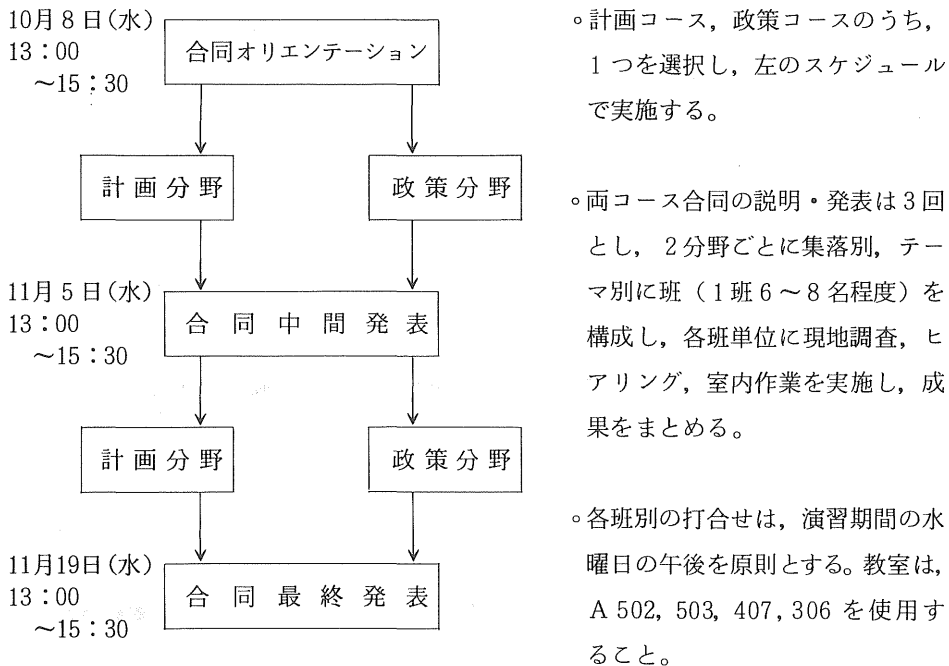 10月8日(水)
13：00
～15：30
合同オリエンテーション
計画分野
政策分野
11月5日(水)
13：00
～15：30
合同中間発表
計画分野
政策分野
11月19日(水)
13：00
～15：30
合同最終発表
○計画コース，政策コースのうち，
1つを選択し，左のスケジュール
で実施する。
○両コース合同の説明・発表は3回
とし，2分野ごとに集落別，テー
マ別に班（1班6～8名程度）を
構成し，各班単位に現地調査，ヒ
アリング，室内作業を実施し，成
果をまとめる。
○各班別の打合せは，演習期間の水
曜日の午後を原則とする。教室は，
A 502, 503, 407, 306 を使用す
ること。